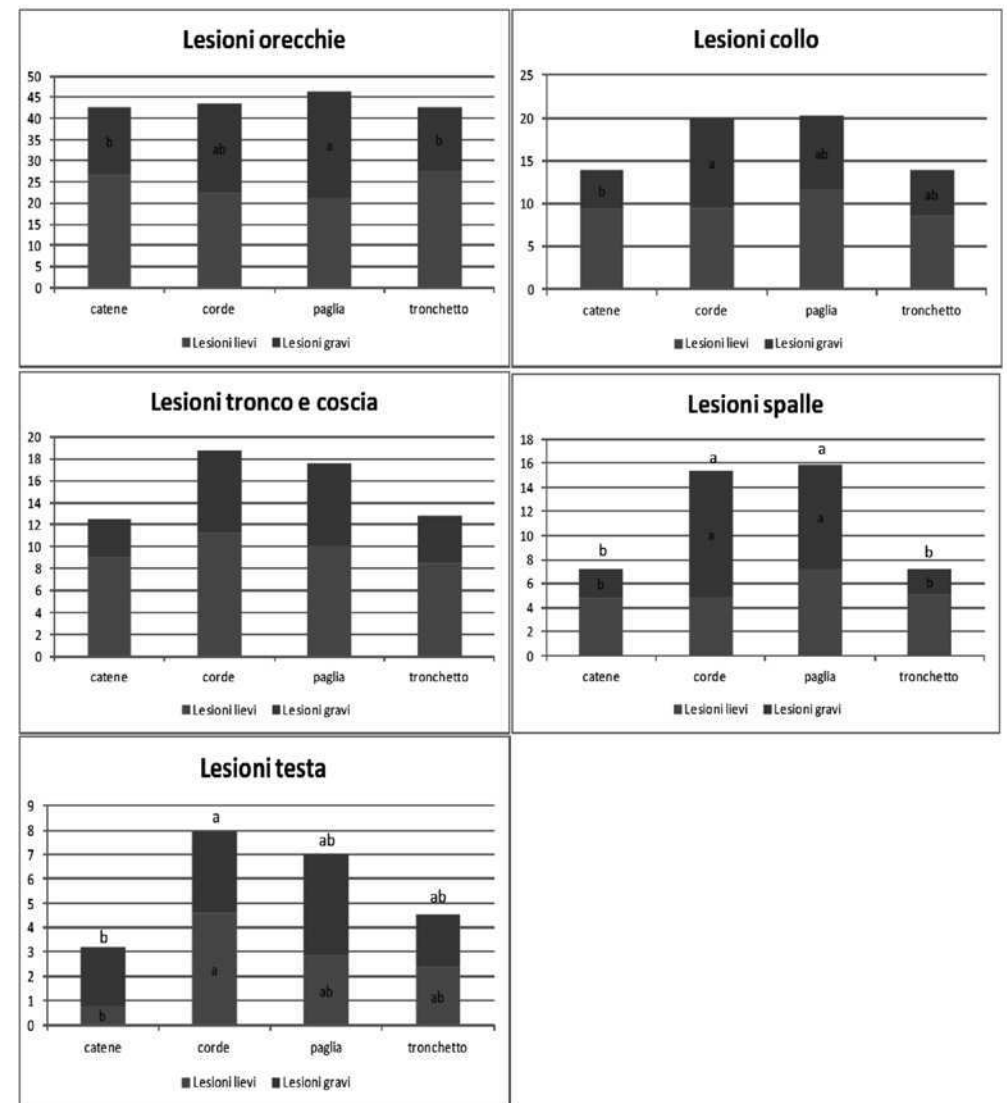 Lesioni orecchie
50
45
40
35
30
25
20
15
10
5
0
b
ab
a
b
catene corde paglia tronchetto
Lesioni lievi Lesioni gravi
Lesioni collo
25
20
15
10
5
0
b
a
ab
ab
catene corde paglia tronchetto
Lesioni lievi Lesioni gravi
Lesioni tronco e coscia
20
18
16
14
12
10
8
6
4
2
0
catene corde paglia tronchetto
Lesioni lievi Lesioni gravi
Lesioni spalle
18
16
14
12
10
8
6
4
2
0
b a a b
b a a b
catene corde paglia tronchetto
Lesioni lievi Lesioni gravi
Lesioni testa
9
8
7
6
5
4
3
2
1
0
b a ab ab
b a ab ab
catene corde paglia tronchetto
Lesioni lievi Lesioni gravi